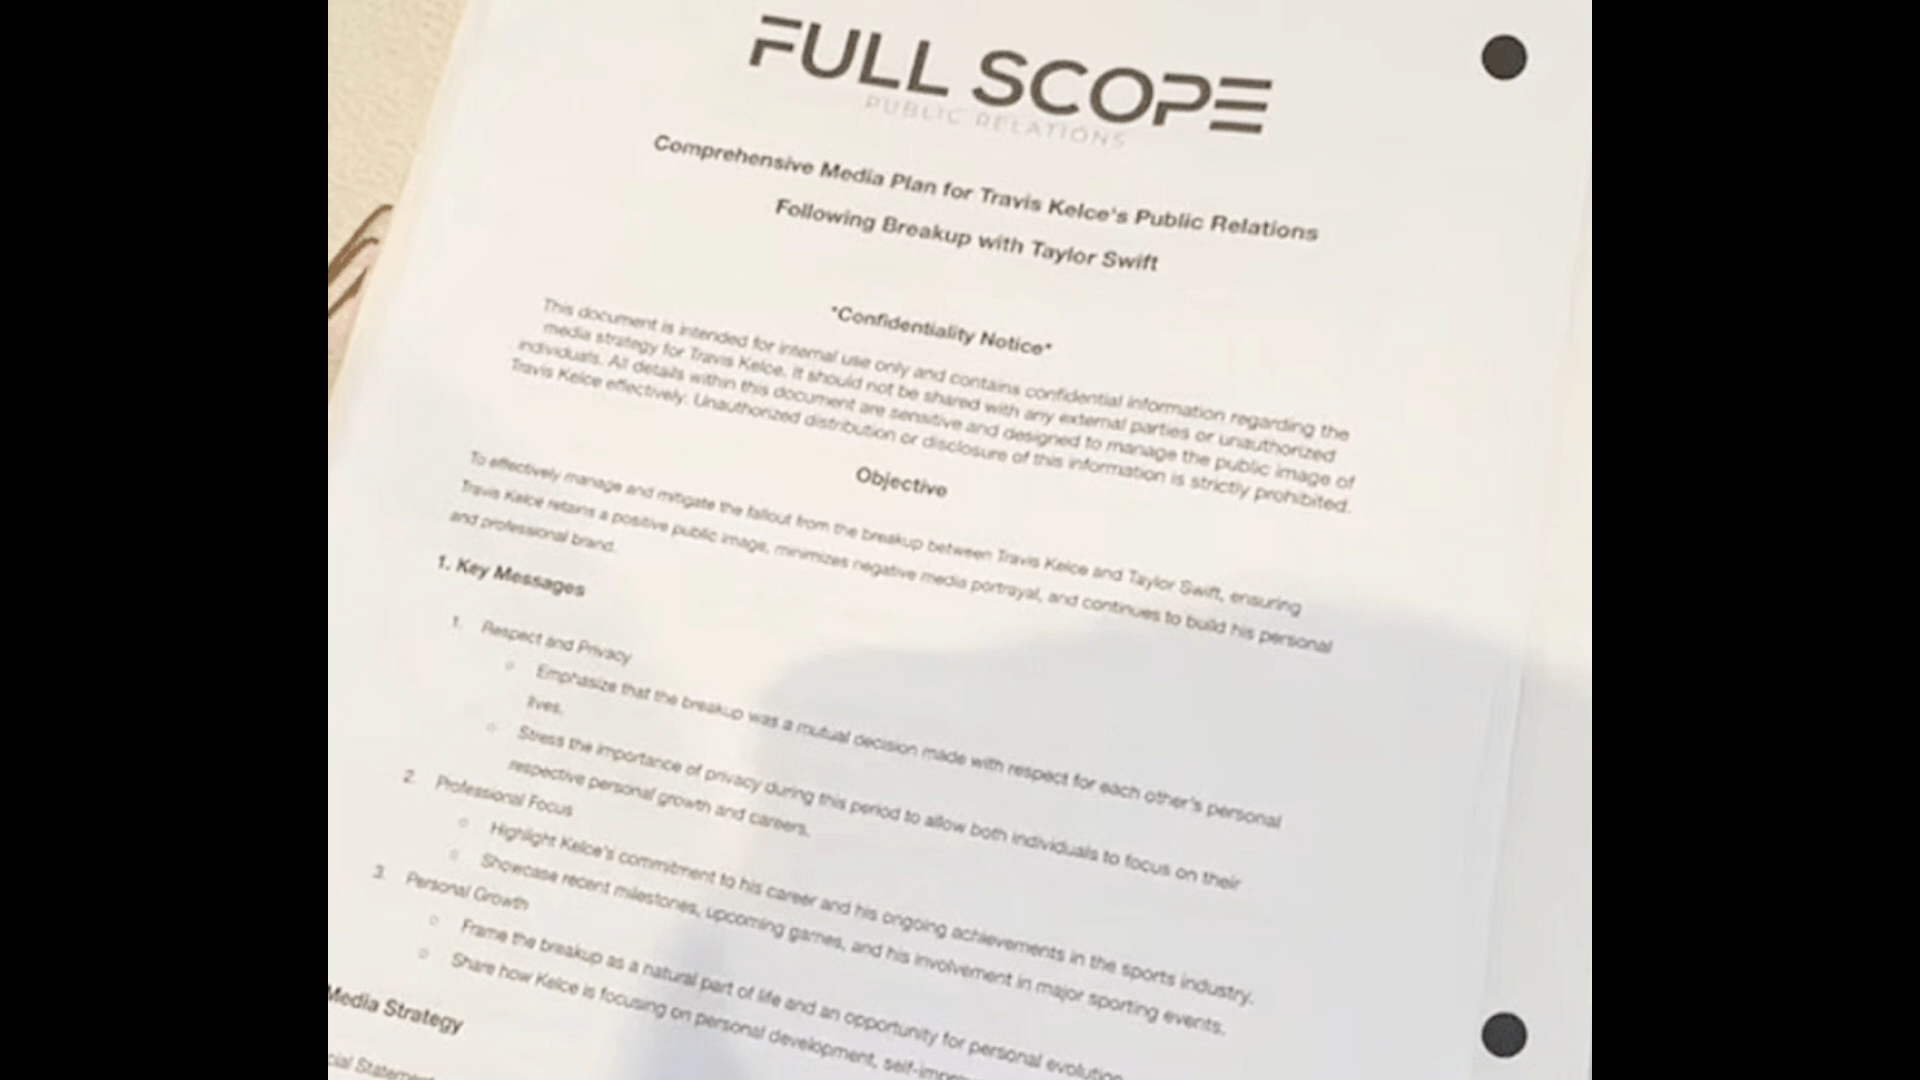 FULL SCOPE
PUBLIC RELATIONS
Comprehensive Media Plan for Travis Kelce's Public Relations
Following Breakup with Taylor Swift
*Confidentiality Notice*
This document is intended for internal use only and contains confidential information regarding the
media strategy for Travis Kelce. It should not be shared with any external parties or unauthorized
individuals. All details within this document are sensitive and designed to manage the public image of
Travis Kelce effectively. Unauthorized distribution or disclosure of this information is strictly prohibited.
Objective
To effectively manage and mitigate the fallout from the breakup between Travis Kelce and Taylor Swift, ensuring
Travis Kelce retains a positive public image, minimizes negative media portrayal, and continues to build his personal
and professional brand.
1. Key Messages
1. Respect and Privacy
○ Emphasize that the breakup was a mutual decision made with respect for each other's personal
lives.
○ Stress the importance of privacy during this period to allow both individuals to focus on their
respective personal growth and careers.
2. Professional Focus
○ Highlight Kelce's commitment to his career and his ongoing achievements in the sports industry.
○ Showcase recent milestones, upcoming games, and his involvement in major sporting events.
3. Personal Growth
○ Frame the breakup as a natural part of life and an opportunity for personal evolution
○ Share how Kelce is focusing on personal development,
Media Strategy